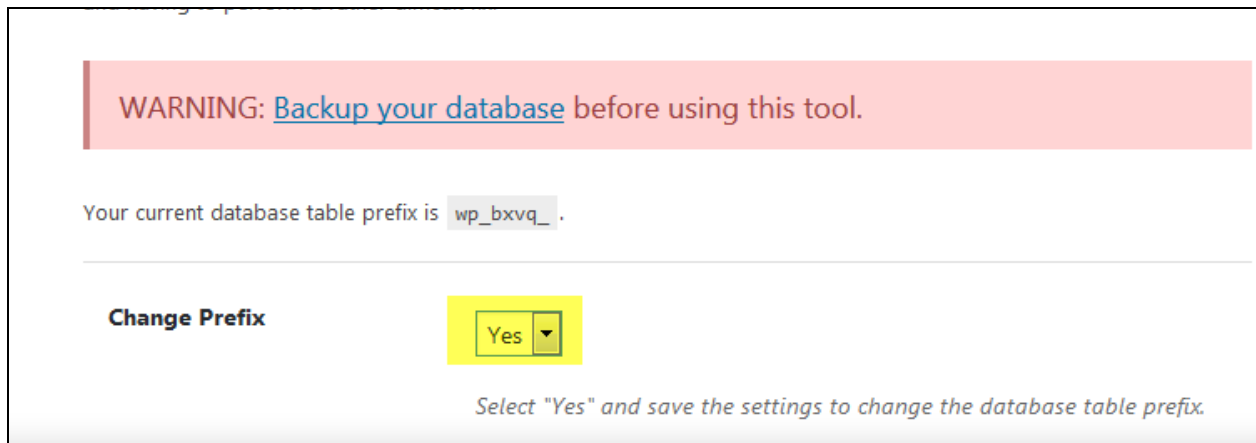 WARNING: Backup your database before using this tool.
Your current database table prefix is wp_bxvq_ .
Change Prefix
Yes
Select "Yes" and save the settings to change the database table prefix.